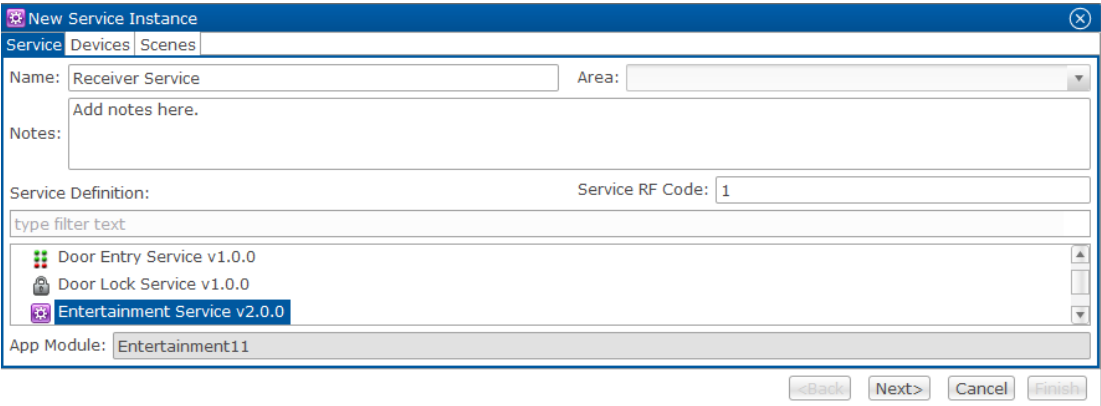 New Service Instance
Service Devices Scenes
Name: Receiver Service Area:
Add notes here.
Notes:
Service Definition: Service RF Code: 1
type filter text
Door Entry Service v1.0.0
Door Lock Service v1.0.0
Entertainment Service v2.0.0
App Module: Entertainment11
<Back Next> Cancel Finish